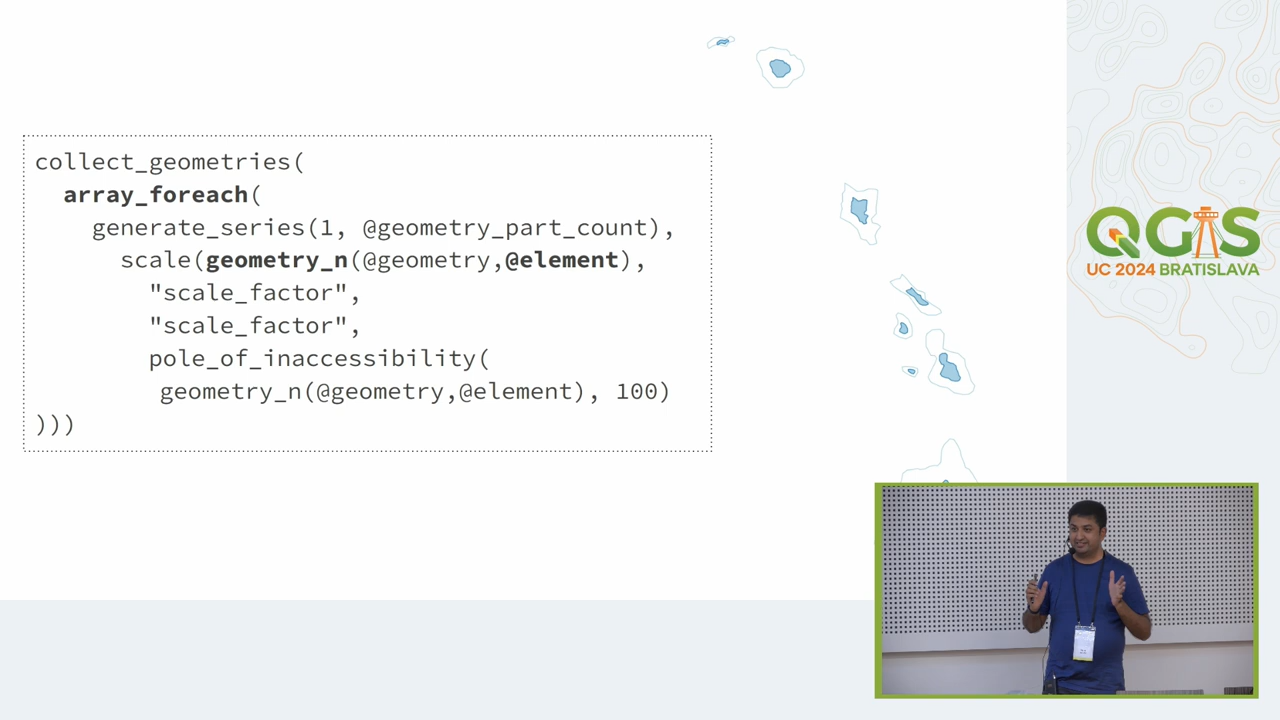 collect_geometries(
array_foreach(
generate_series(1, @geometry_part_count),
scale(geometry_n(@geometry,@element),
"scale_factor",
"scale_factor",
pole_of_inaccessibility(
geometry_n(@geometry,@element), 100)
)))
QGIS
UC 2024 BRATISLAVA